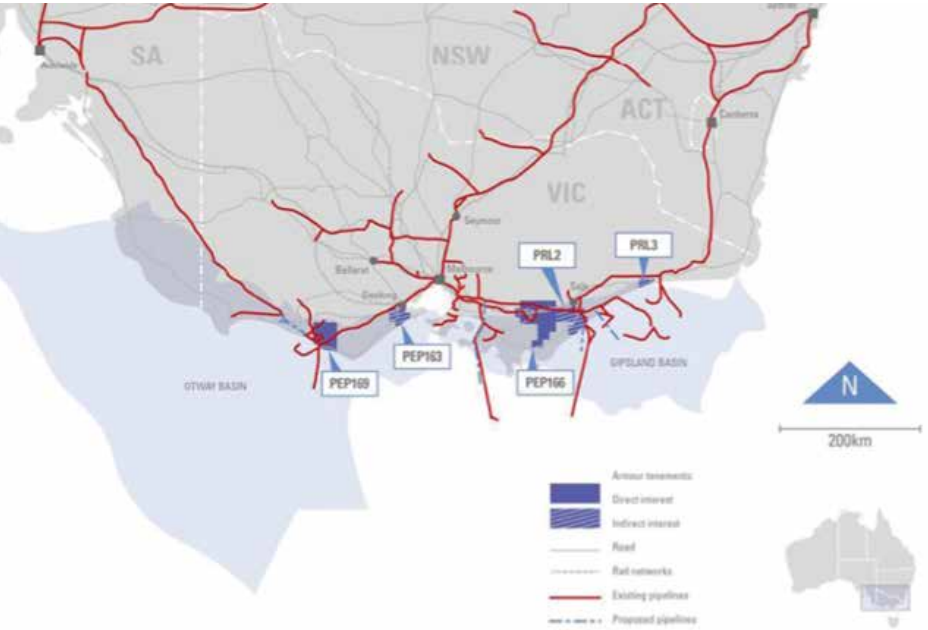 SA
NSW
Adelaide
ACT
Canberra
VIC
Seymour
PRL2
PRL3
Ballarat
Melbourne
Sale
Geelong
PEP163
PEP169
PEP166
OTWAY BASIN
GIPSLAND BASIN
N
200km
Armour tenements
Direct interest
Indirect interest
Road
Rail networks
Existing pipelines
Proposed pipelines